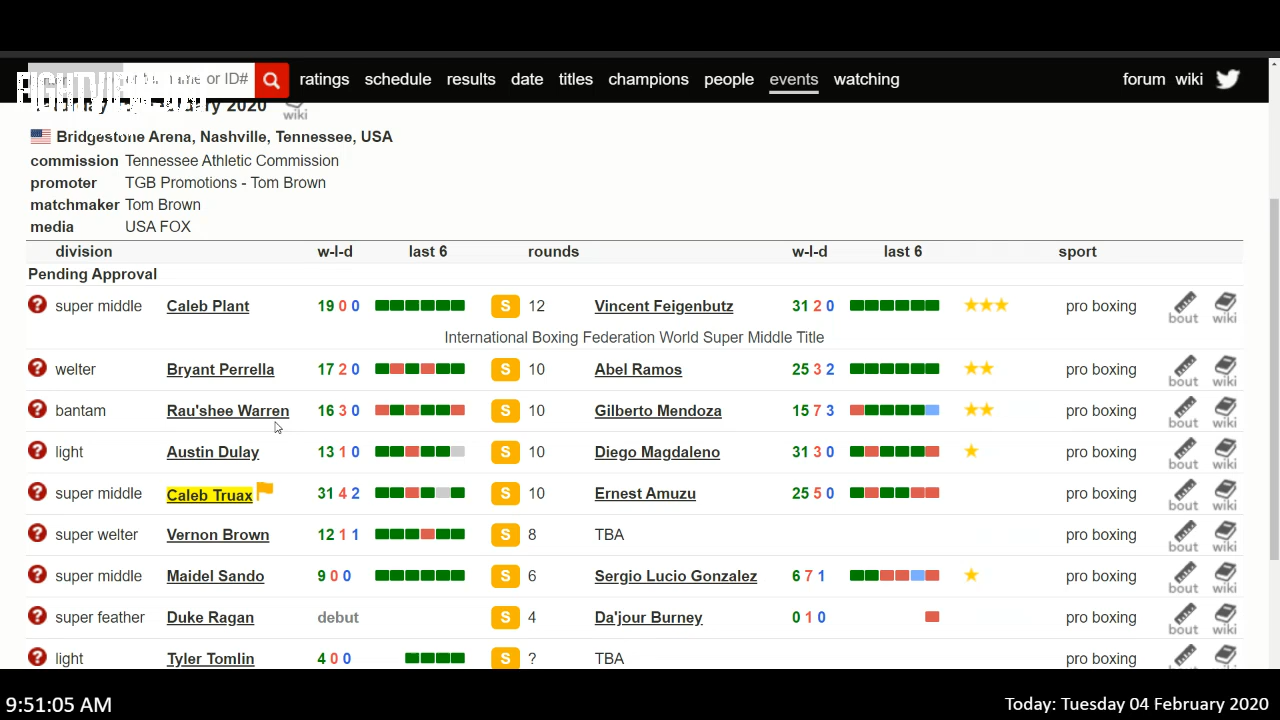 FIGHTVIEW
name or ID# ratings schedule results date titles champions people events watching forum wiki
2020 wiki
Bridgestone Arena, Nashville, Tennessee, USA
commission Tennessee Athletic Commission
promoter TGB Promotions - Tom Brown
matchmaker Tom Brown
media USA FOX
division w-l-d last 6 rounds w-l-d last 6 sport
Pending Approval
? super middle Caleb Plant 19 0 0 S 12 Vincent Feigenbutz 31 2 0 pro boxing bout wiki
International Boxing Federation World Super Middle Title
? welter Bryant Perrella 17 2 0 S 10 Abel Ramos 25 3 2 pro boxing bout wiki
? bantam Rau'shee Warren 16 3 0 S 10 Gilberto Mendoza 15 7 3 pro boxing bout wiki
? light Austin Dulay 13 1 0 S 10 Diego Magdaleno 31 3 0 pro boxing bout wiki
? super middle Caleb Truax 31 4 2 S 10 Ernest Amuzu 25 5 0 pro boxing bout wiki
? super welter Vernon Brown 12 1 1 S 8 TBA pro boxing bout wiki
? super middle Maidel Sando 9 0 0 S 6 Sergio Lucio Gonzalez 6 7 1 pro boxing bout wiki
? super feather Duke Ragan debut S 4 Da'jour Burney 0 1 0 pro boxing bout wiki
? light Tyler Tomlin 4 0 0 S ? TBA pro boxing
9:51:05 AM Today: Tuesday 04 February 2020